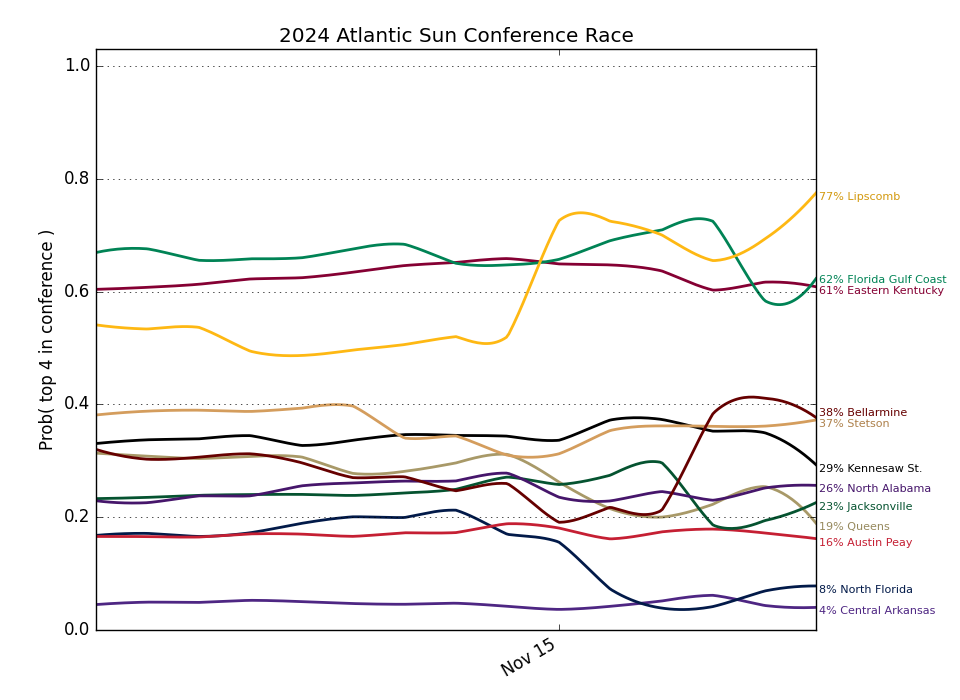 2024 Atlantic Sun Conference Race
Prob( top 4 in conference )
1.0
0.8
0.6
0.4
0.2
0.0
Nov 15
77% Lipscomb
62% Florida Gulf Coast
61% Eastern Kentucky
38% Bellarmine
37% Stetson
29% Kennesaw St.
26% North Alabama
23% Jacksonville
19% Queens
16% Austin Peay
8% North Florida
4% Central Arkansas